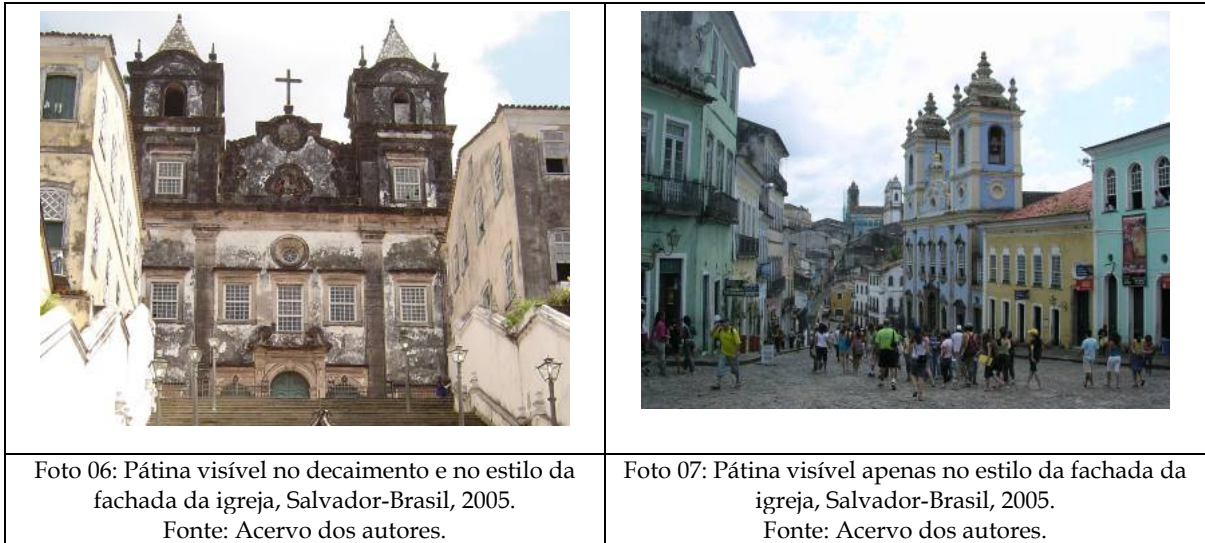 Foto 06: Pátina visível no decaimento e no estilo da
fachada da igreja, Salvador-Brasil, 2005.
Fonte: Acervo dos autores.
Foto 07: Pátina visível apenas no estilo da fachada da
igreja, Salvador-Brasil, 2005.
Fonte: Acervo dos autores.